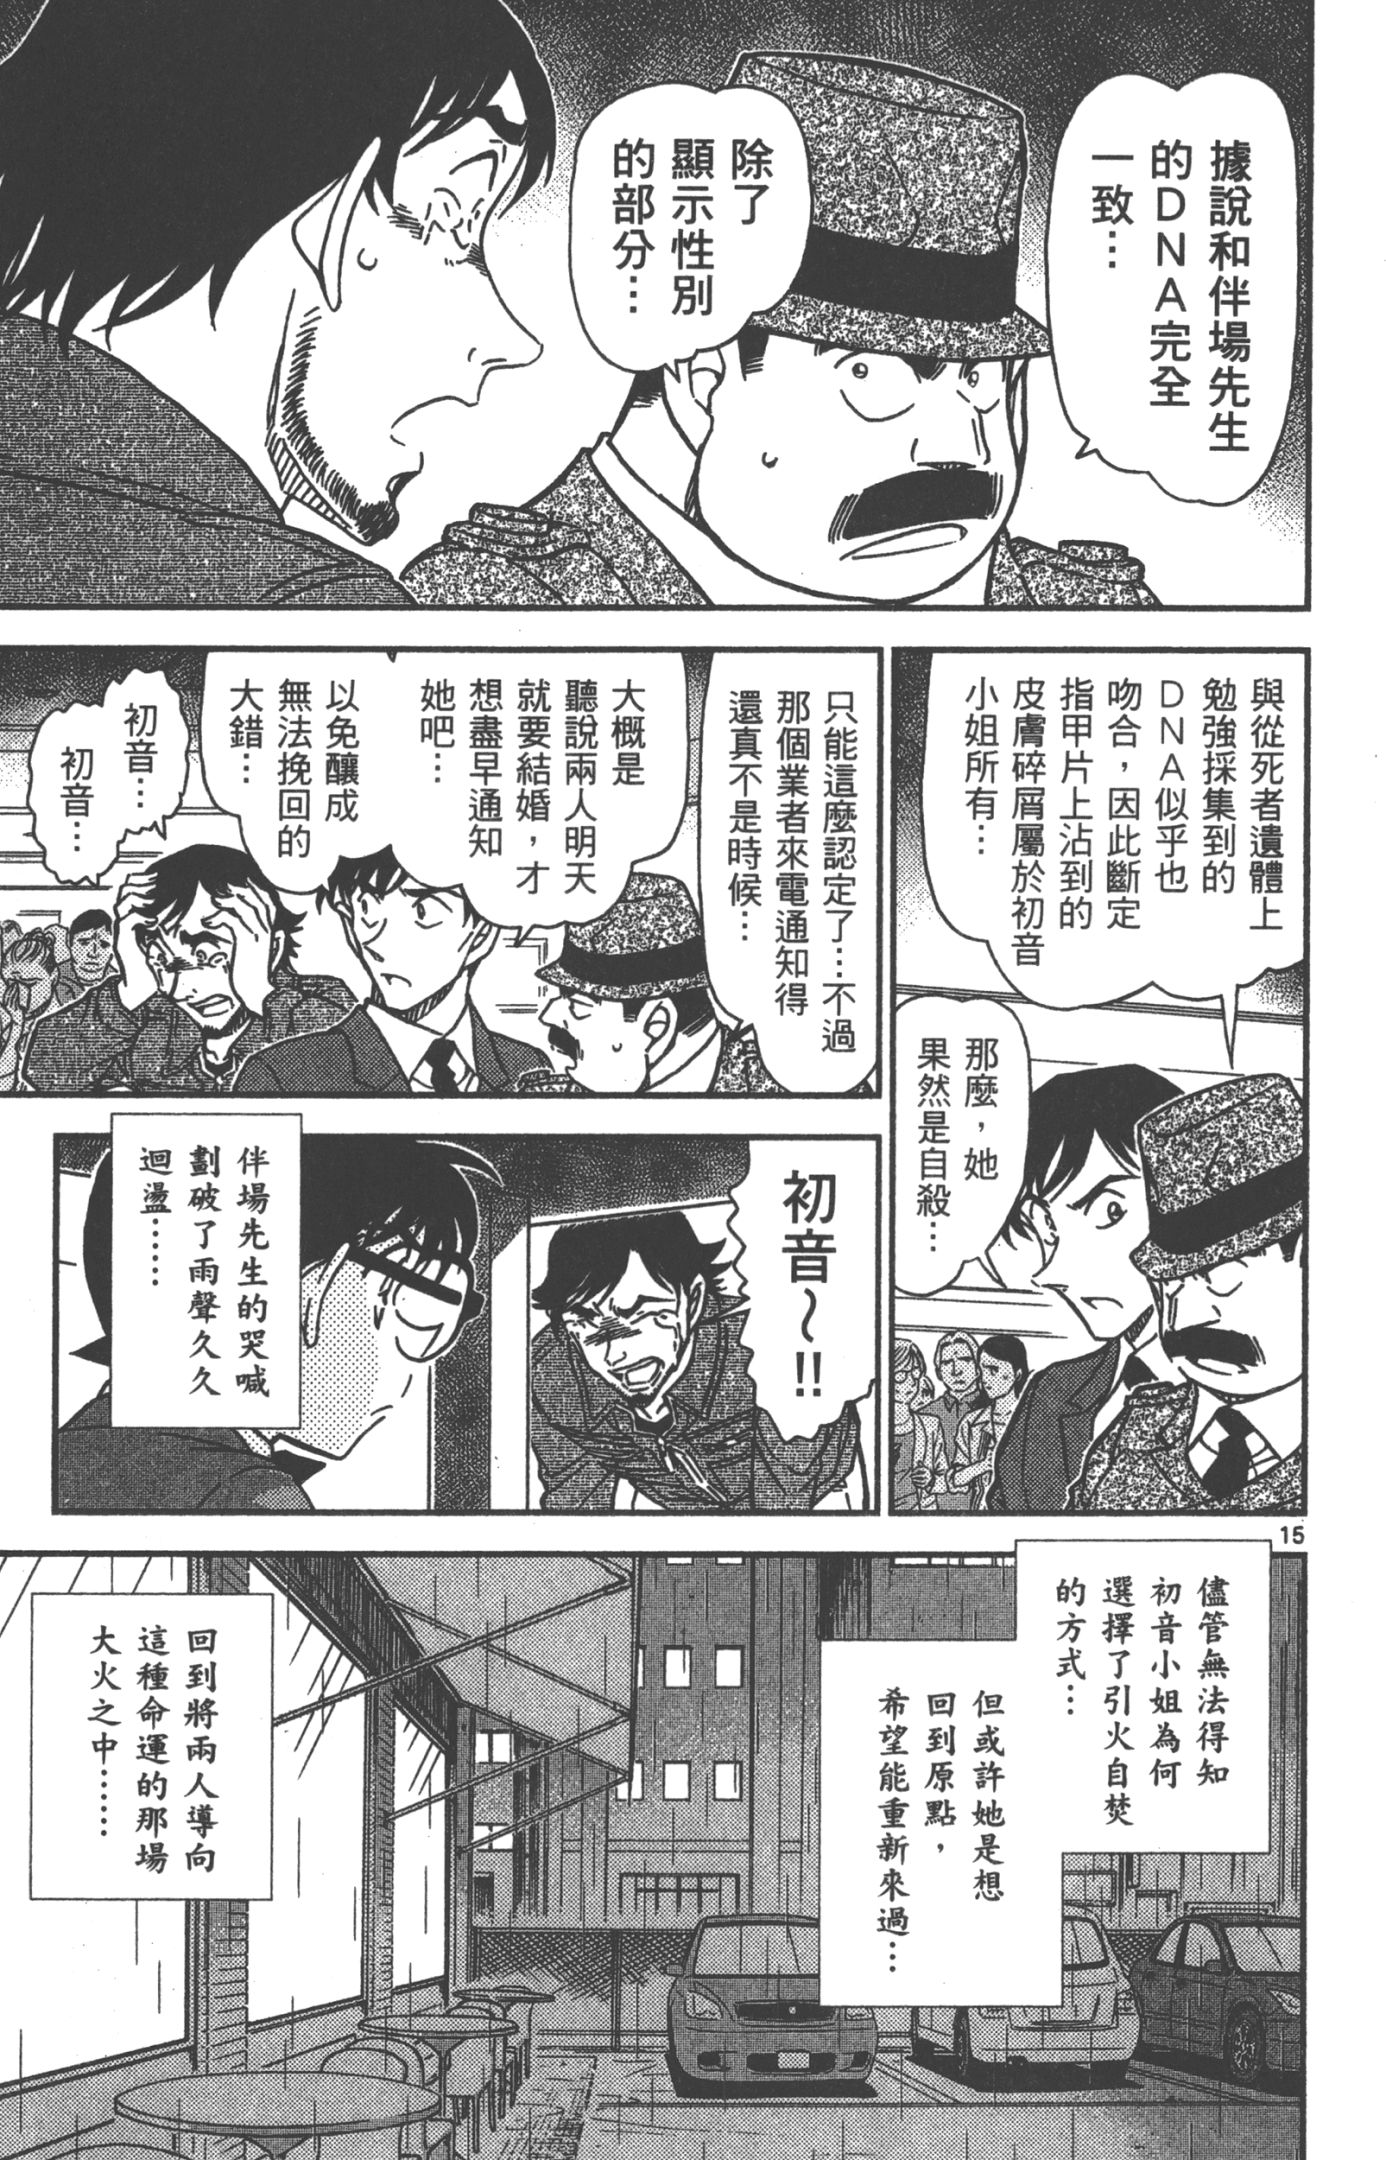 據說和伴場先生
的DNA完全
一致…
除了
顯示性別
的部分…
與從死者遺體上
勉強採集到的
DNA似乎也
吻合，因此斷定
指甲片上沾到的
皮膚碎屑屬於初音
小姐所有…
那麼，她
果然是自殺…
只能這麼認定了…不過
那個業者來電通知得
還真不是時候…
大概是
聽說兩人明天
就要結婚，才
想盡早通知
她吧…
以免釀成
無法挽回的
大錯…
初音…
初音…
初音～!!
伴場先生的哭喊
劃破了雨聲久久
迴盪……
15
儘管無法得知
初音小姐為何
選擇了引火自焚
的方式…
但或許她是想
回到原點，
希望能重新來過…
回到將兩人導向
這種命運的那場
大火之中……